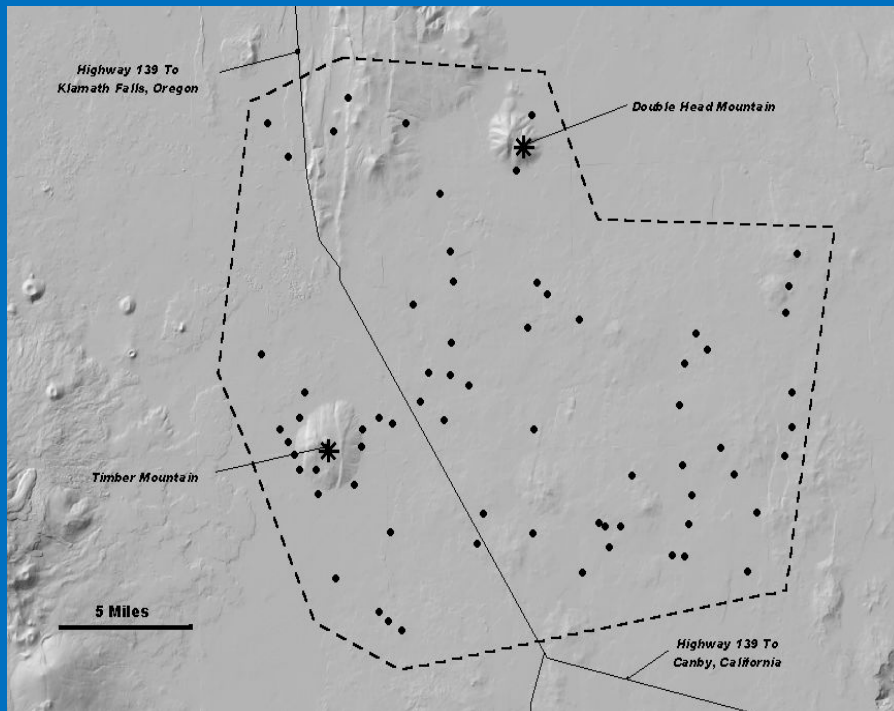 Highway 139 To
Klamath Falls, Oregon
Double Head Mountain
Timber Mountain
5 Miles
Highway 139 To
Canby, California